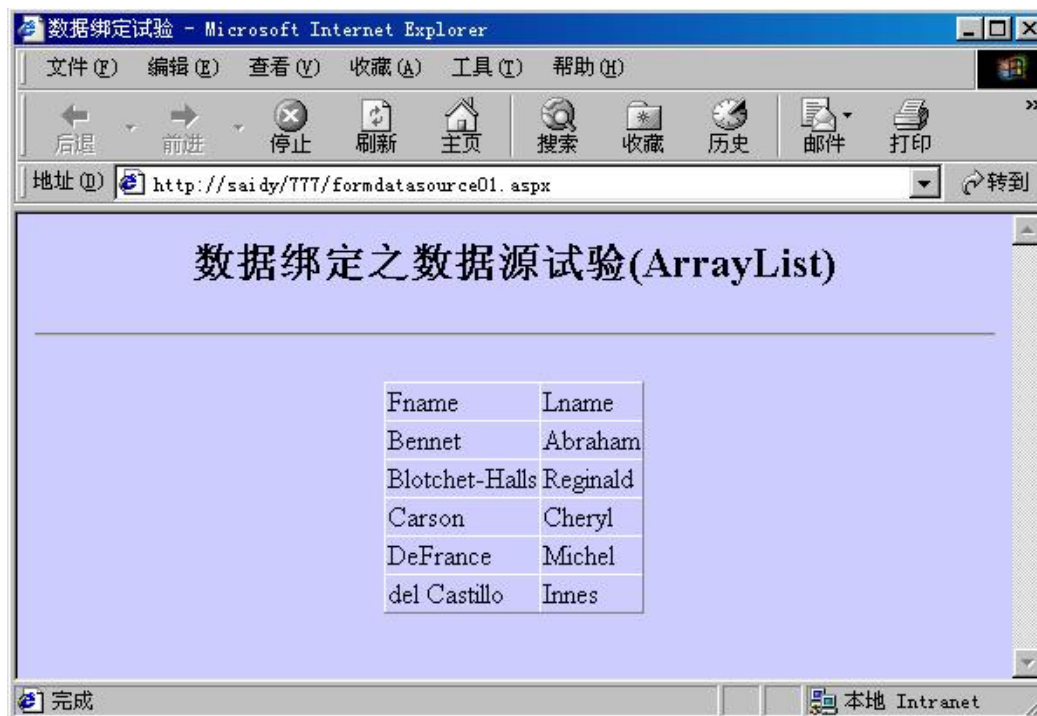 数据绑定试验 - Microsoft Internet Explorer
文件(F) 编辑(E) 查看(V) 收藏(A) 工具(T) 帮助(H)
后退 前进 停止 刷新 主页 搜索 收藏 历史 邮件 打印 »
地址(D) http://saidy/777/formdatasource01.aspx 转到
数据绑定之数据源试验(ArrayList)
Fname Lname
Bennet Abraham
Blotchet-Halls Reginald
Carson Cheryl
DeFrance Michel
del Castillo Innes
完成 本地 Intranet